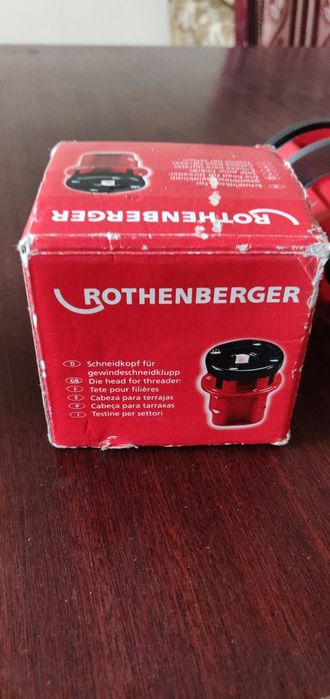 ROTHENBERGER
ROTHENBERGER
D Schneidkopf für
gewindeschneidklupp
GB Die head for threader
F Tete pour filières
E Cabeza para terrajas
P Cabeça para tarraxas
I Testine per settori